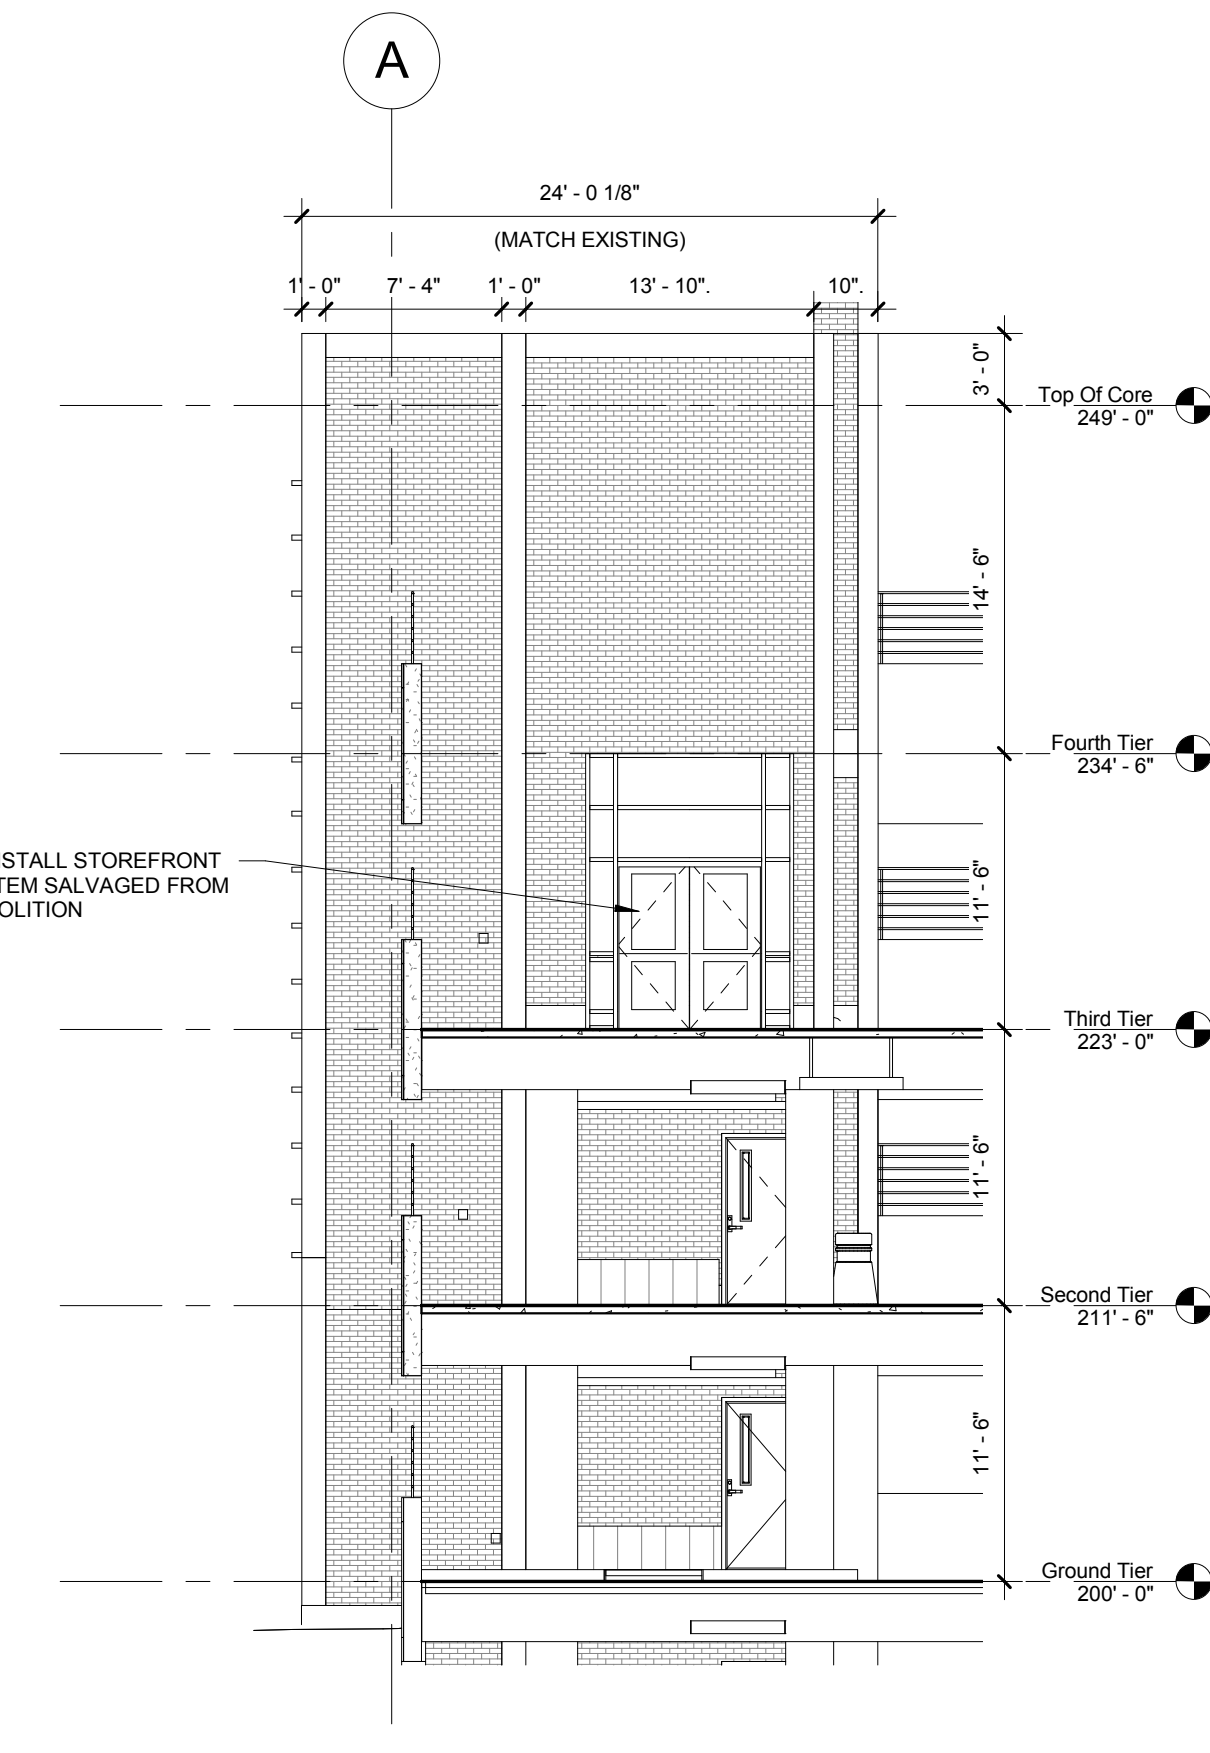 A
24' - 0 1/8"
(MATCH EXISTING)
1' - 0" 7' - 4" 1' - 0" 13' - 10". 10".
3' - 0"
Top Of Core
249' - 0"
14' - 6"
Fourth Tier
234' - 6"
NSTALL STOREFRONT
TEM SALVAGED FROM
OLITION
11' - 6"
Third Tier
223' - 0"
11' - 6"
Second Tier
211' - 6"
11' - 6"
Ground Tier
200' - 0"